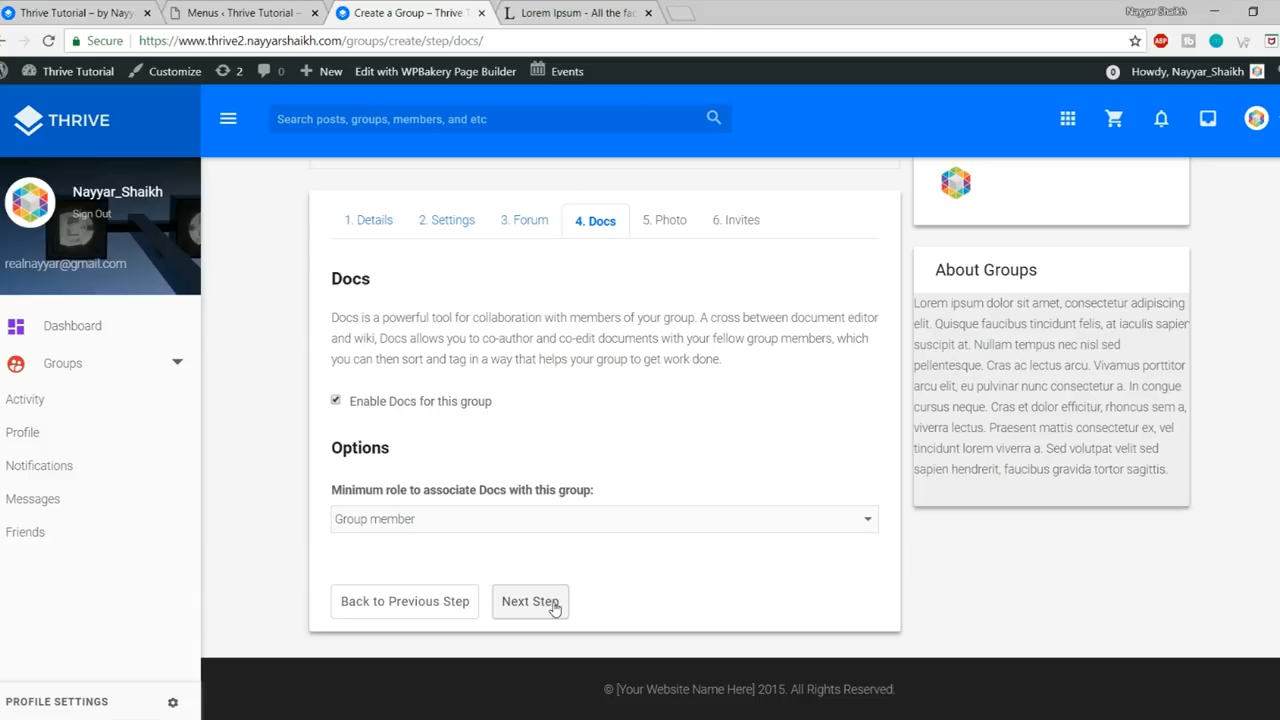 Thrive Tutorial – by Nayy
Menus ‹ Thrive Tutorial –
Create a Group – Thrive T
Lorem Ipsum - All the fac
Nayyar Shaikh
Secure
https://www.thrive2.nayyarshaikh.com/groups/create/step/docs/
ABP
Thrive Tutorial
Customize
2
0
New
Edit with WPBakery Page Builder
Events
0
Howdy, Nayyar_Shaikh
THRIVE
Search posts, groups, members, and etc
Nayyar_Shaikh
Sign Out
realnayyar@gmail.com
Dashboard
Groups
Activity
Profile
Notifications
Messages
Friends
PROFILE SETTINGS
1. Details
2. Settings
3. Forum
4. Docs
5. Photo
6. Invites
Docs
Docs is a powerful tool for collaboration with members of your group. A cross between document editor
and wiki, Docs allows you to co-author and co-edit documents with your fellow group members, which
you can then sort and tag in a way that helps your group to get work done.
Enable Docs for this group
Options
Minimum role to associate Docs with this group:
Group member
Back to Previous Step
Next Step
About Groups
Lorem ipsum dolor sit amet, consectetur adipiscing
elit. Quisque faucibus tincidunt felis, at iaculis sapien
suscipit at. Nullam tempus nec nisl sed
pellentesque. Cras ac lectus arcu. Vivamus porttitor
arcu elit, eu pulvinar nunc consectetur a. In congue
cursus neque. Cras et dolor efficitur, rhoncus sem a,
viverra lectus. Praesent mattis consectetur ex, vel
tincidunt lorem viverra a. Sed volutpat velit sed
sapien hendrerit, faucibus gravida tortor sagittis.
© [Your Website Name Here] 2015. All Rights Reserved.